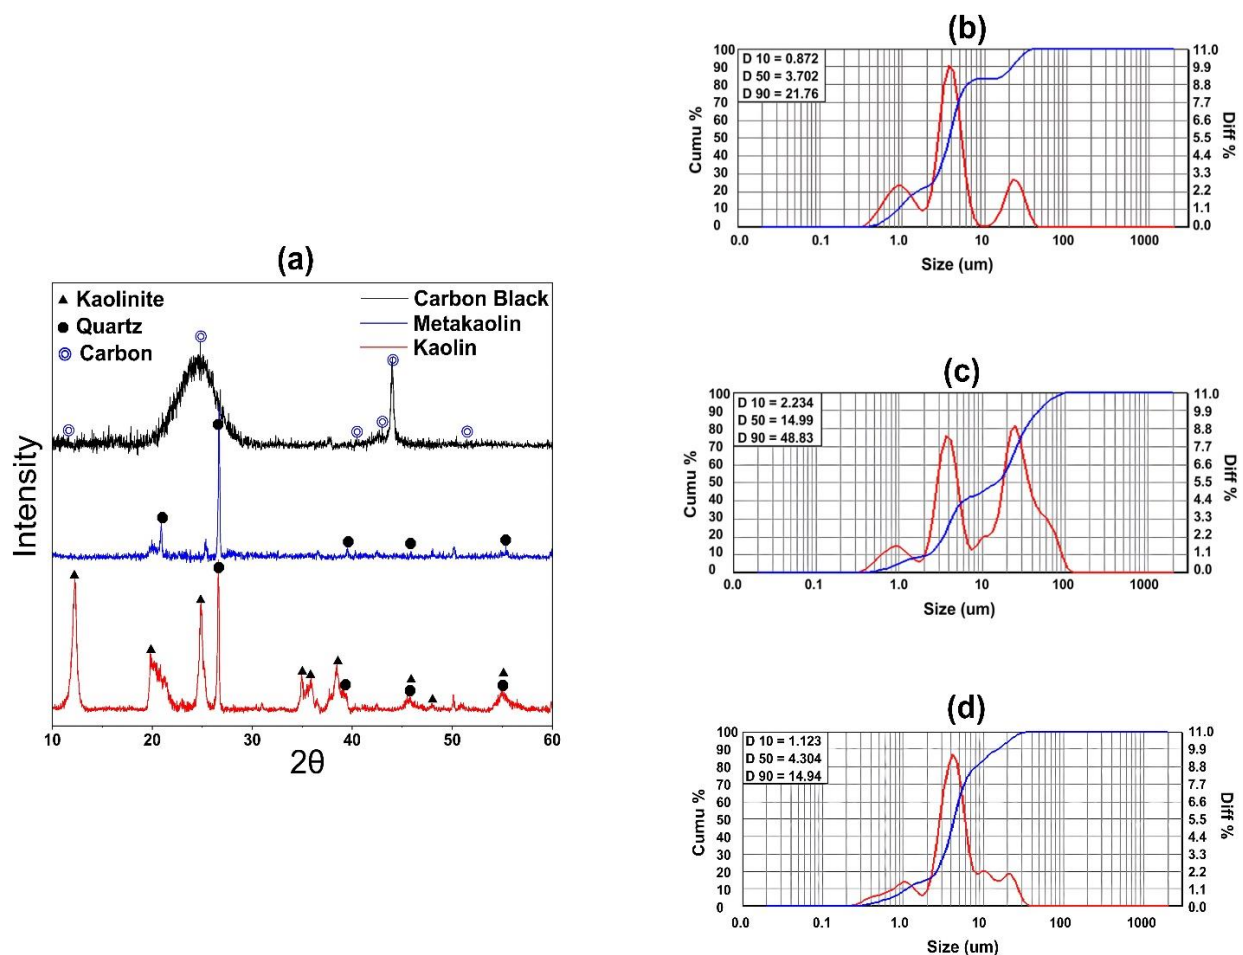 (a)
▲ Kaolinite
● Quartz
◎ Carbon
Carbon Black
Metakaolin
Kaolin
Intensity
10 20 30 40 50 60
2θ
(b)
D 10 = 0.872
D 50 = 3.702
D 90 = 21.76
Cumu %
100
90
80
70
60
50
40
30
20
10
0
11.0
9.9
8.8
7.7
6.6
5.5
4.4
3.3
2.2
1.1
0.0
Diff %
0.0 0.1 1.0 10 100 1000
Size (um)
(c)
D 10 = 2.234
D 50 = 14.99
D 90 = 48.83
Cumu %
100
90
80
70
60
50
40
30
20
10
0
11.0
9.9
8.8
7.7
6.6
5.5
4.4
3.3
2.2
1.1
0.0
Diff %
0.0 0.1 1.0 10 100 1000
Size (um)
(d)
D 10 = 1.123
D 50 = 4.304
D 90 = 14.94
Cumu %
100
90
80
70
60
50
40
30
20
10
0
11.0
9.9
8.8
7.7
6.6
5.5
4.4
3.3
2.2
1.1
0.0
Diff %
0.0 0.1 1.0 10 100 1000
Size (um)